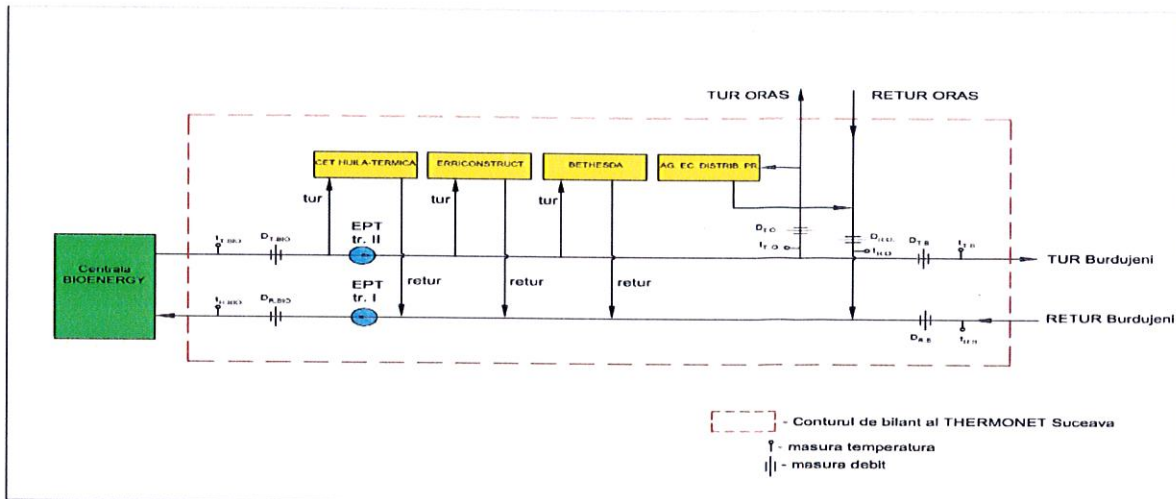 TUR ORAS
RETUR ORAS
CET HUILA-TERMICA
ERRICONSTRUCT
BETHESDA
AG. EC. DISTRIB. PR.
tur
tur
tur
EPT
tr. II
Centrala
BIOENERGY
TUR Burdujeni
EPT
tr. I
retur
retur
retur
RETUR Burdujeni
- Conturul de bilant al THERMONET Suceava
- masura temperatura
- masura debit